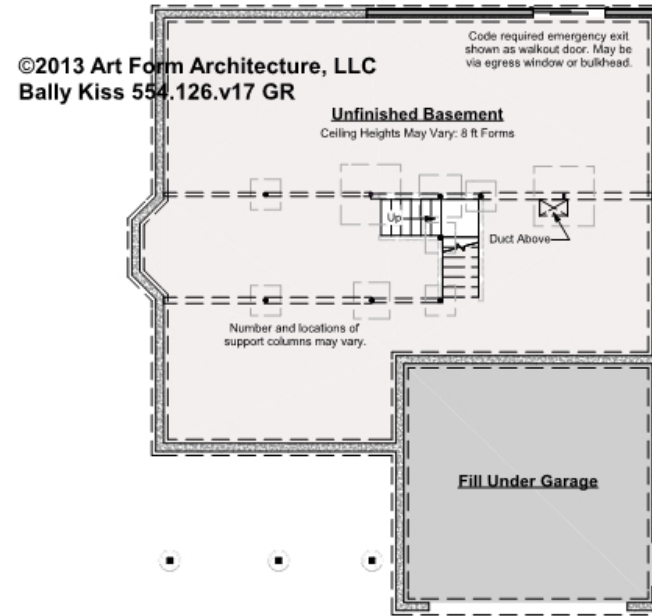 Code required emergency exit
shown as walkout door. May be
via egress window or bulkhead.
©2013 Art Form Architecture, LLC
Bally Kiss 554.126.v17 GR
Unfinished Basement
Ceiling Heights May Vary: 8 ft Forms
Up
Duct Above
Number and locations of
support columns may vary.
Fill Under Garage